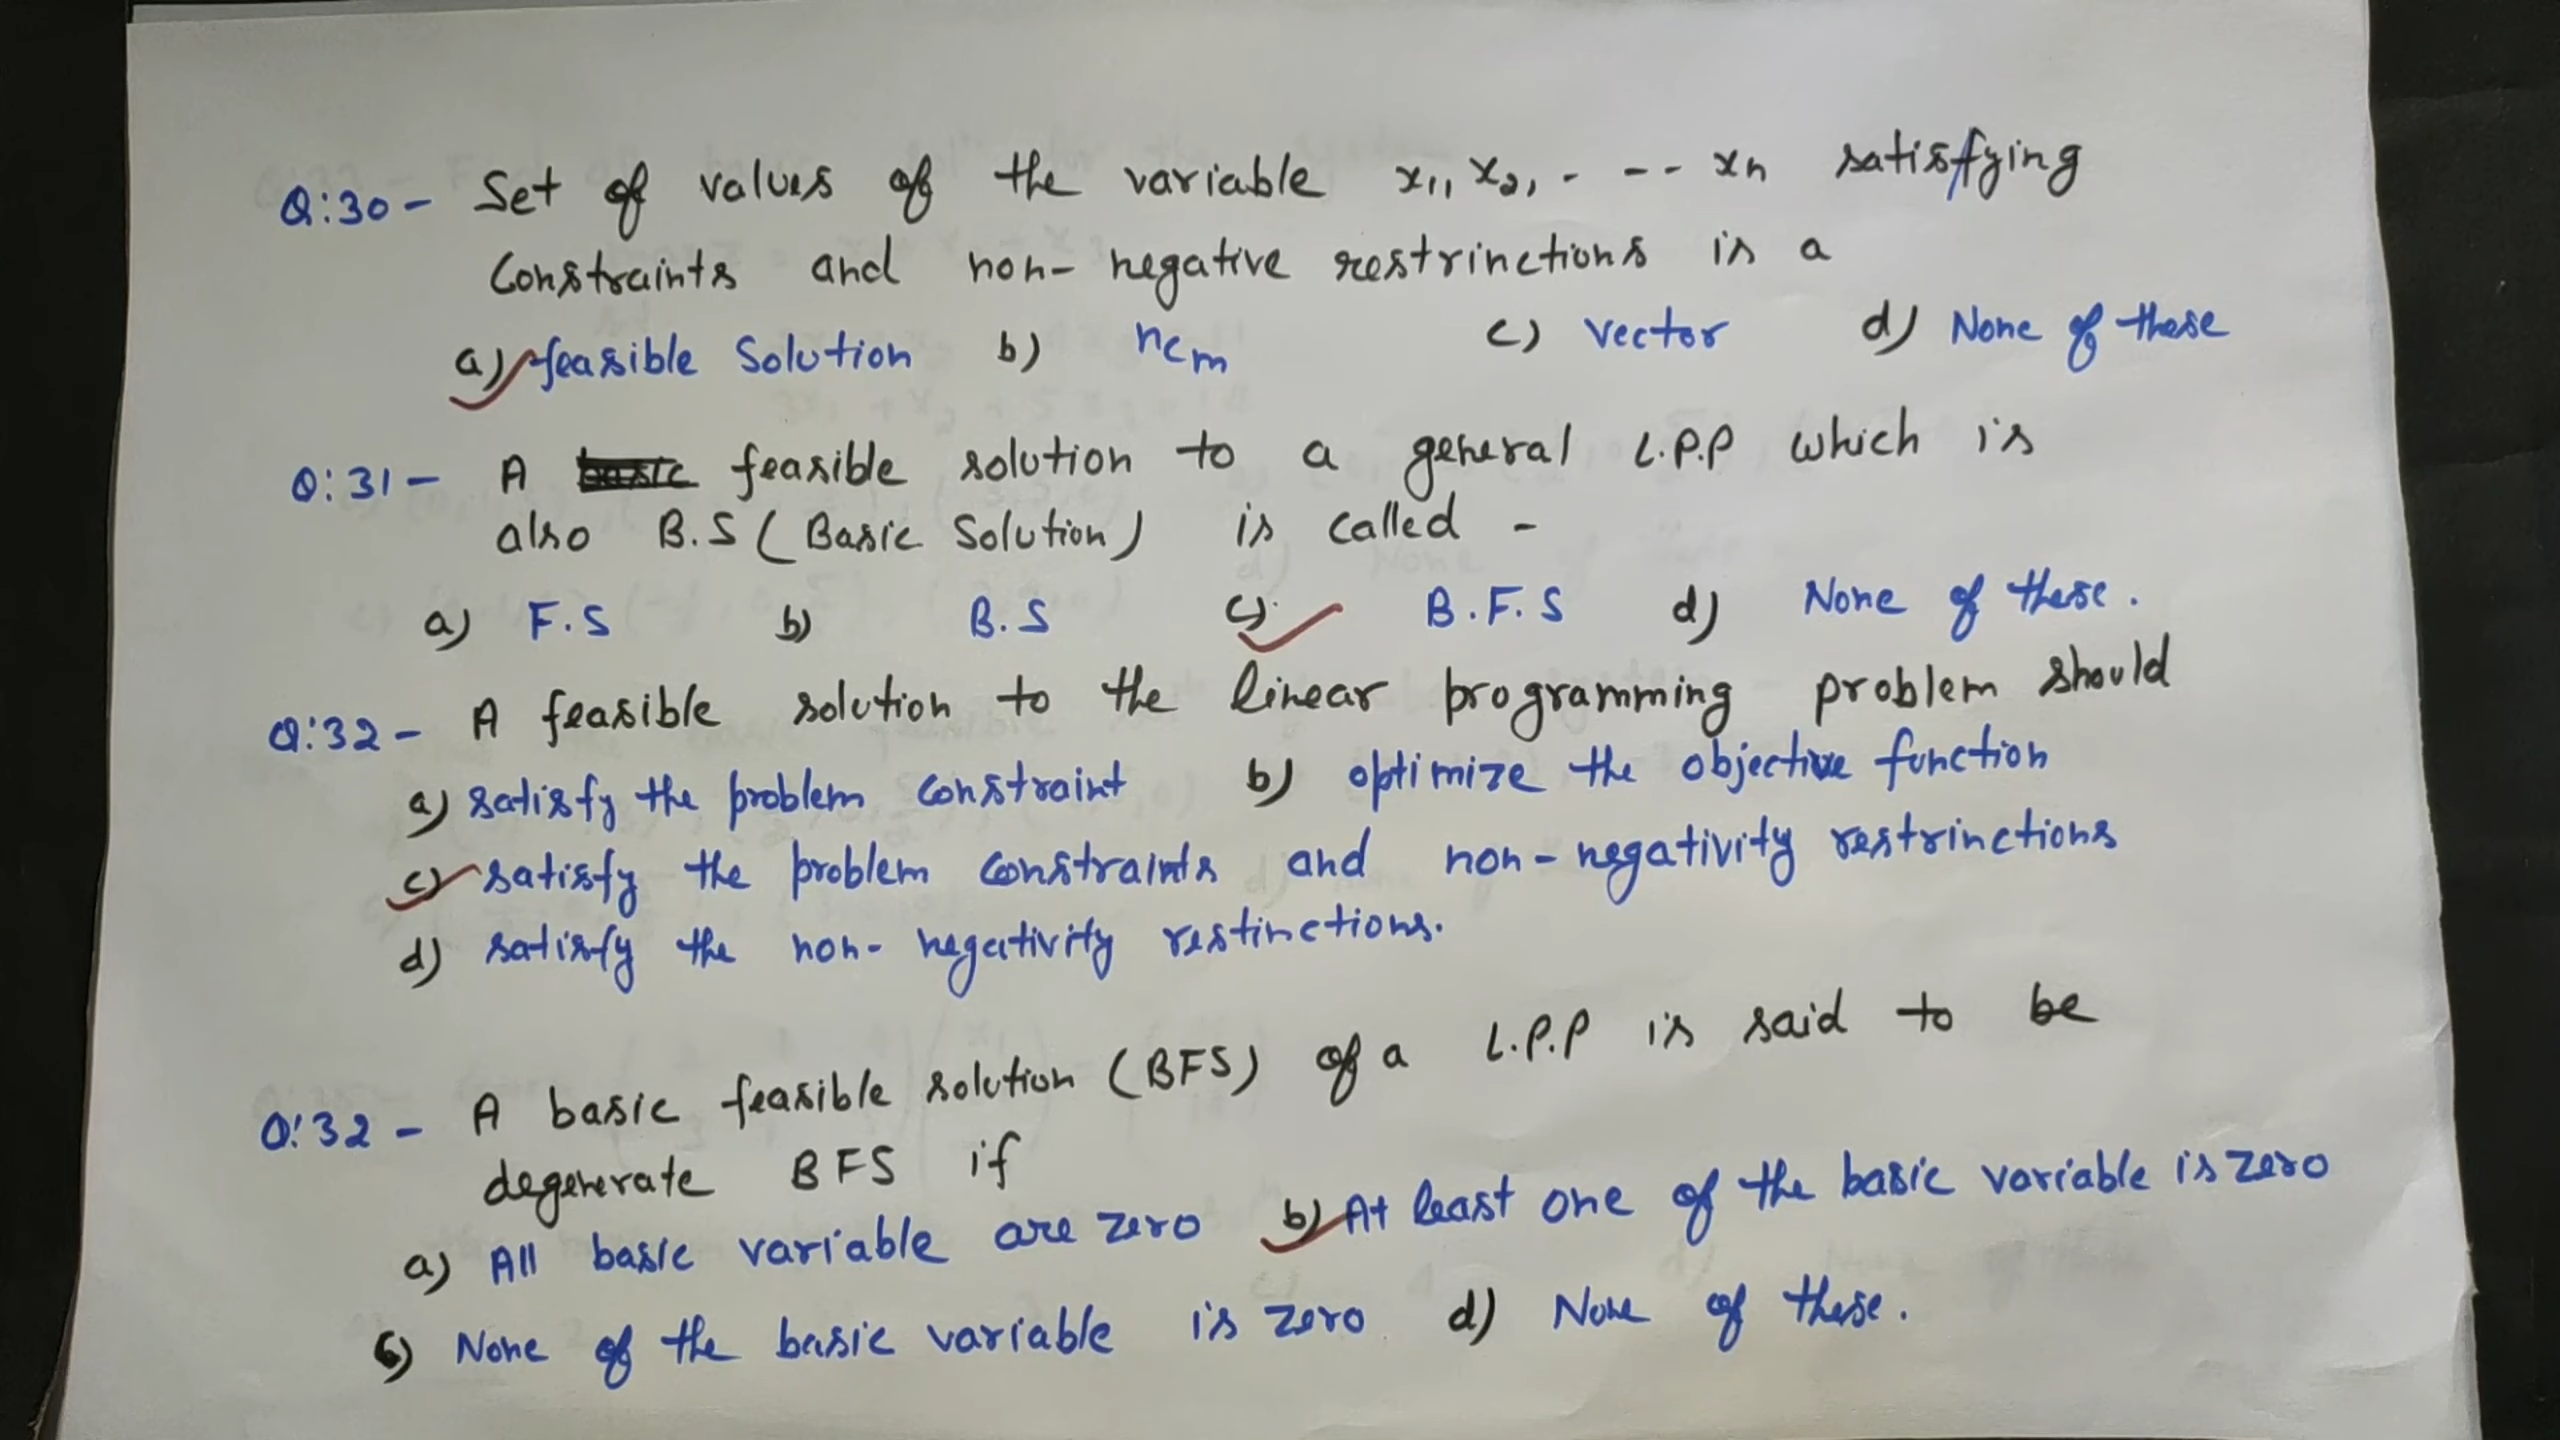 Q:30- Set of values of the variable x1, x2, - -- xn satisfying
Constraints and non- negative restrinctions is a
a) feasible Solution b) ncm c) vector d) None of these
Q:31- A basic feasible solution to a general L.P.P which is
also B.S (Basic Solution) is called -
a) F.S b) B.S c) B.F.S d) None of these.
Q:32- A feasible solution to the linear programming problem should
a) satisfy the problem constraint b) optimize the objective function
c) satisfy the problem constraints and non-negativity restrinctions
d) satisfy the non-negativity restinctions.
Q:32- A basic feasible solution (BFS) of a L.P.P is said to be
degenerate BFS if
a) All basic variable are zero b) At least one of the basic variable is zero
c) None of the basic variable is zero d) None of these.